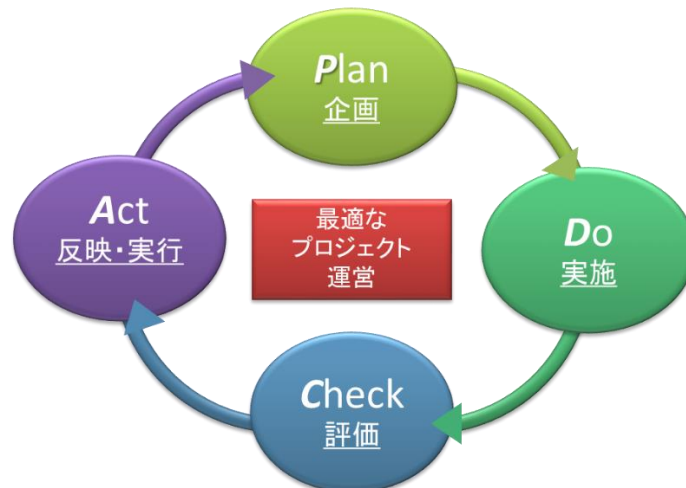 Plan
企画
Do
実施
Check
評価
Act
反映・実行
最適な
プロジェクト
運営